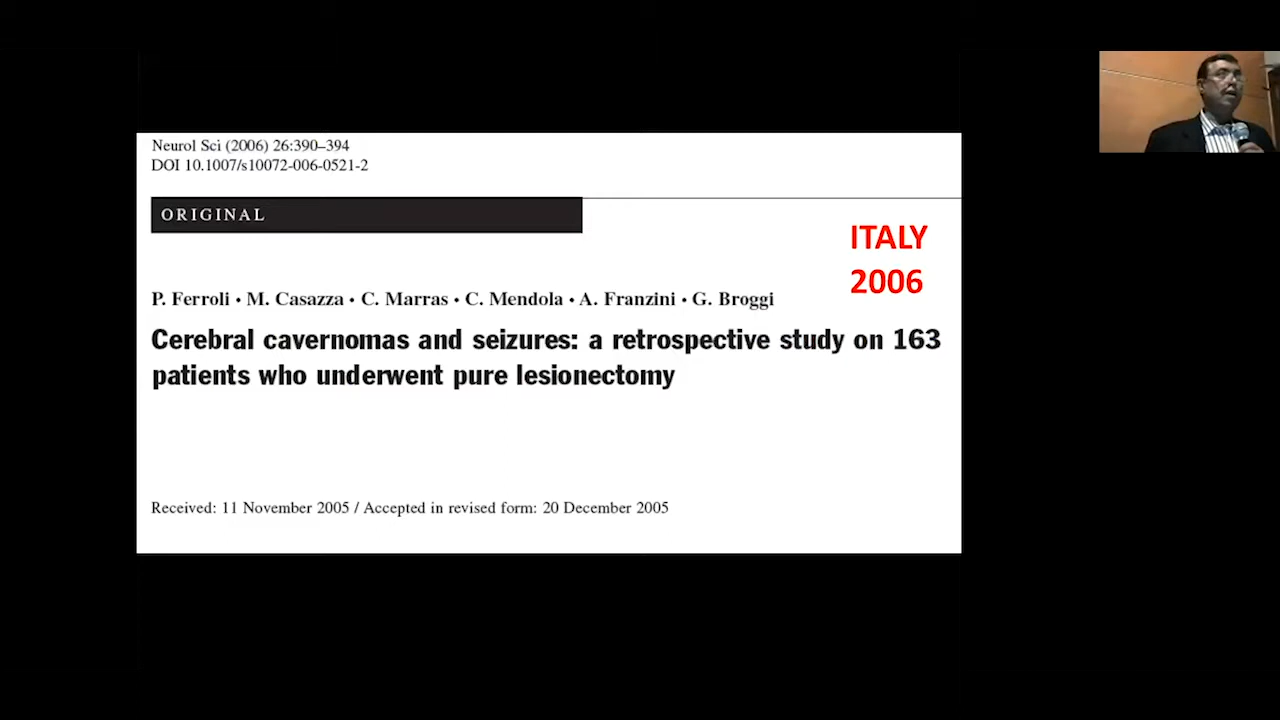 Neurol Sci (2006) 26:390–394
DOI 10.1007/s10072-006-0521-2
ORIGINAL
ITALY
2006
P. Ferroli • M. Casazza • C. Marras • C. Mendola • A. Franzini • G. Broggi
Cerebral cavernomas and seizures: a retrospective study on 163
patients who underwent pure lesionectomy
Received: 11 November 2005 / Accepted in revised form: 20 December 2005